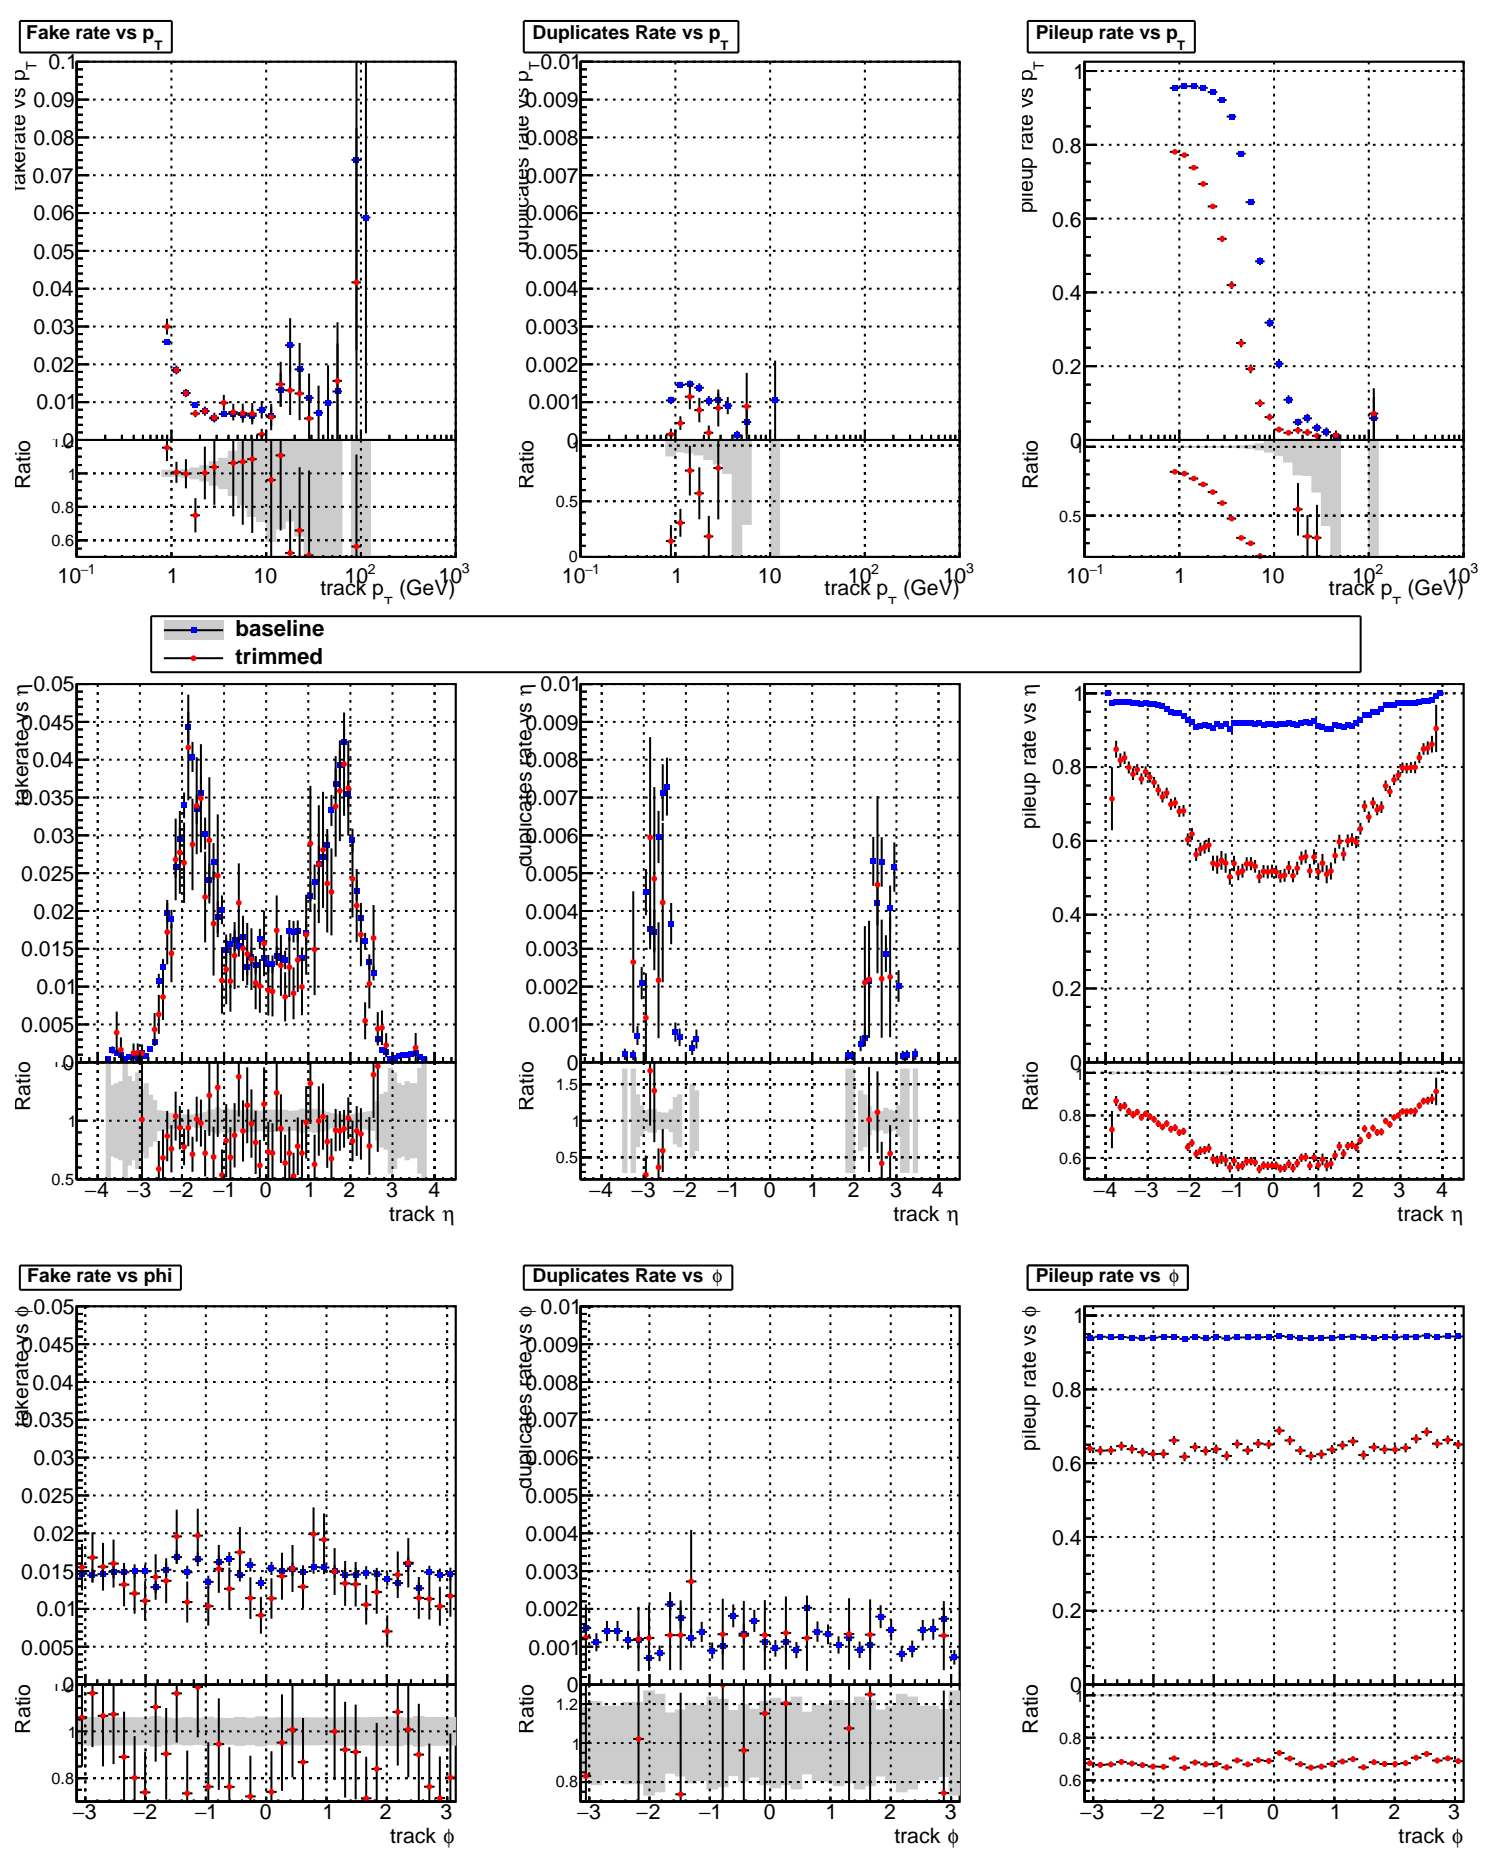 Fake rate vs pT
Duplicates Rate vs pT
Pileup rate vs pT
fakerate vs pT
0.1
0.09
0.08
0.07
0.06
0.05
0.04
0.03
0.02
0.01
0
Ratio
1
0.8
0.6
10−1 1 10 102 103
track pT (GeV)
duplicates rate vs pT
0.01
0.009
0.008
0.007
0.006
0.005
0.004
0.003
0.002
0.001
0
Ratio
1
0.5
0
10−1 1 10 102 103
track pT (GeV)
pileup rate vs pT
1
0.8
0.6
0.4
0.2
0
Ratio
1
0.5
10−1 1 10 102 103
track pT (GeV)
baseline
trimmed
fakerate vs η
0.05
0.045
0.04
0.035
0.03
0.025
0.02
0.015
0.01
0.005
0
Ratio
1
0.5
−4 −3 −2 −1 0 1 2 3 4
track η
duplicates rate vs η
0.01
0.009
0.008
0.007
0.006
0.005
0.004
0.003
0.002
0.001
0
Ratio
1.5
1
0.5
−4 −3 −2 −1 0 1 2 3 4
track η
pileup rate vs η
1
0.8
0.6
0.4
0.2
0
Ratio
1
0.8
0.6
−4 −3 −2 −1 0 1 2 3 4
track η
Fake rate vs phi
Duplicates Rate vs ϕ
Pileup rate vs ϕ
fakerate vs ϕ
0.05
0.045
0.04
0.035
0.03
0.025
0.02
0.015
0.01
0.005
0
Ratio
1
0.8
−3 −2 −1 0 1 2 3
track ϕ
duplicates rate vs ϕ
0.01
0.009
0.008
0.007
0.006
0.005
0.004
0.003
0.002
0.001
0
Ratio
1.2
1
0.8
−3 −2 −1 0 1 2 3
track ϕ
pileup rate vs ϕ
1
0.8
0.6
0.4
0.2
0
Ratio
1
0.8
0.6
−3 −2 −1 0 1 2 3
track ϕ